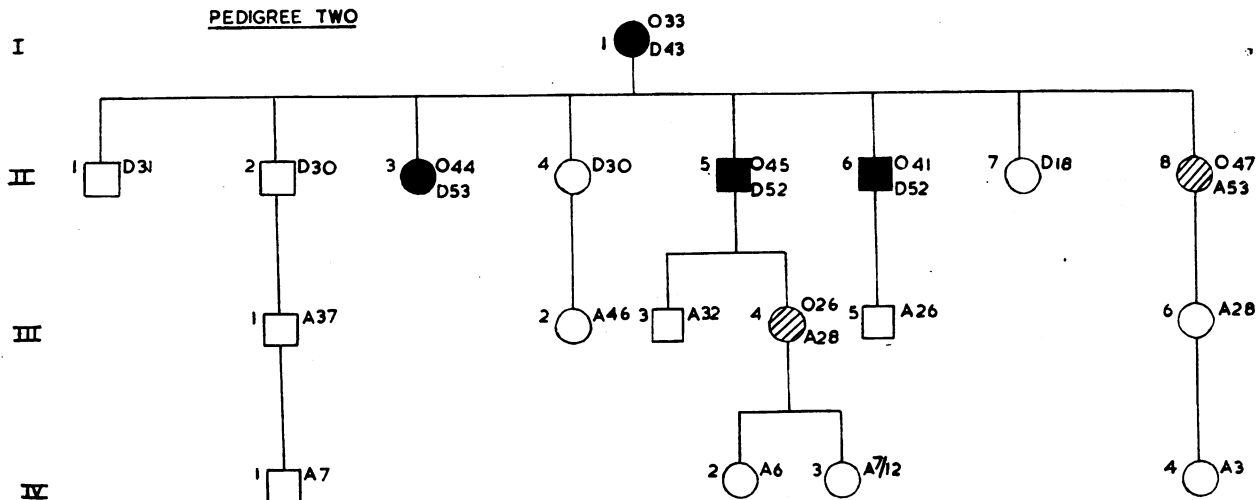 PEDIGREE TWO
I
1 O33
D43
II
1 D31 2 D30 3 O44 4 D30 5 O45 6 O41 7 D18 8 O47
D53 D52 D52 A53
III
1 A37 2 A46 3 A32 4 O26 5 A26 6 A28
A28
IV
1 A7 2 A6 3 A7/12 4 A3